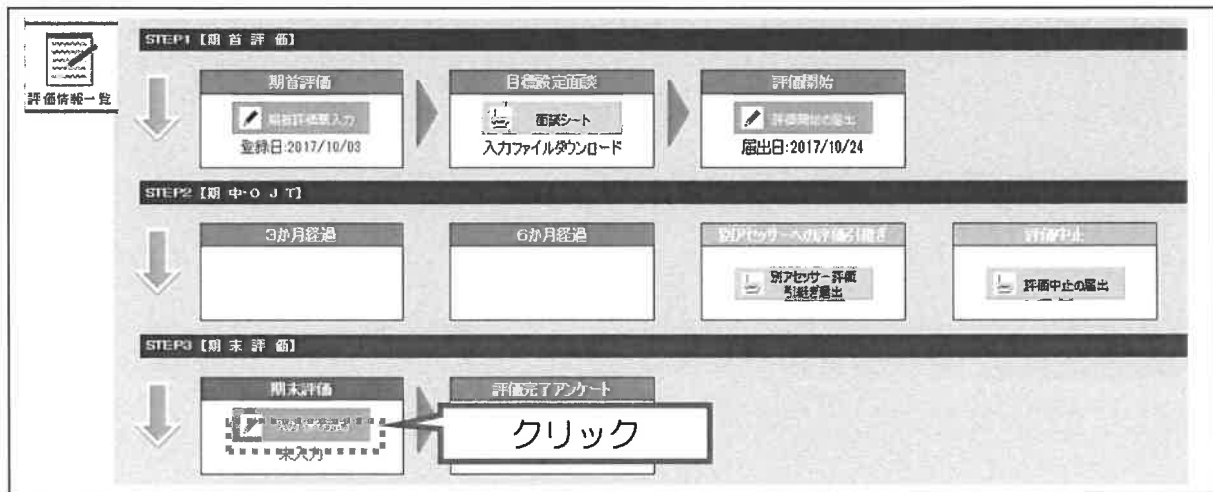 評価情報一覧
STEP1【期 首 評 価】
期首評価
目標設定面談
評価開始
期首評価票入力
面談シート
評価開始の届出
登録日:2017/10/03
入力ファイルダウンロード
届出日:2017/10/24
STEP2【期 中・O J T】
3か月経過
6か月経過
別アセッサーへの評価引継ぎ
評価中止
別アセッサー評価
引継ぎ届出
評価中止の届出
STEP3【期 末 評 価】
期末評価
評価完了アンケート
クリック
未入力